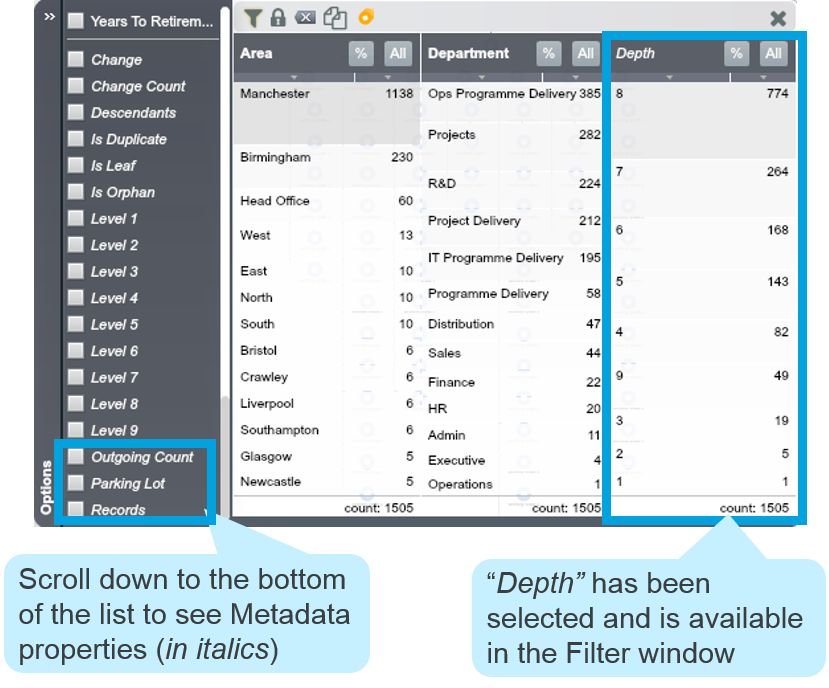 »
Years To Retirem...
Change
Change Count
Descendants
Is Duplicate
Is Leaf
Is Orphan
Level 1
Level 2
Level 3
Level 4
Level 5
Level 6
Level 7
Level 8
Level 9
Outgoing Count
Parking Lot
Records
Options
Area % All
Manchester 1138
Birmingham 230
Head Office 60
West 13
East 10
North 10
South 10
Bristol 6
Crawley 6
Liverpool 6
Southampton 6
Glasgow 5
Newcastle 5
count: 1505
Department % All
Ops Programme Delivery 385
Projects 282
R&D 224
Project Delivery 212
IT Programme Delivery 195
Programme Delivery 58
Distribution 47
Sales 44
Finance 22
HR 20
Admin 11
Executive 4
Operations 1
count: 1505
Depth % All
8 774
7 264
6 168
5 143
4 82
9 49
3 19
2 5
1 1
count: 1505
Scroll down to the bottom
of the list to see Metadata
properties (in italics)
“Depth” has been
selected and is available
in the Filter window